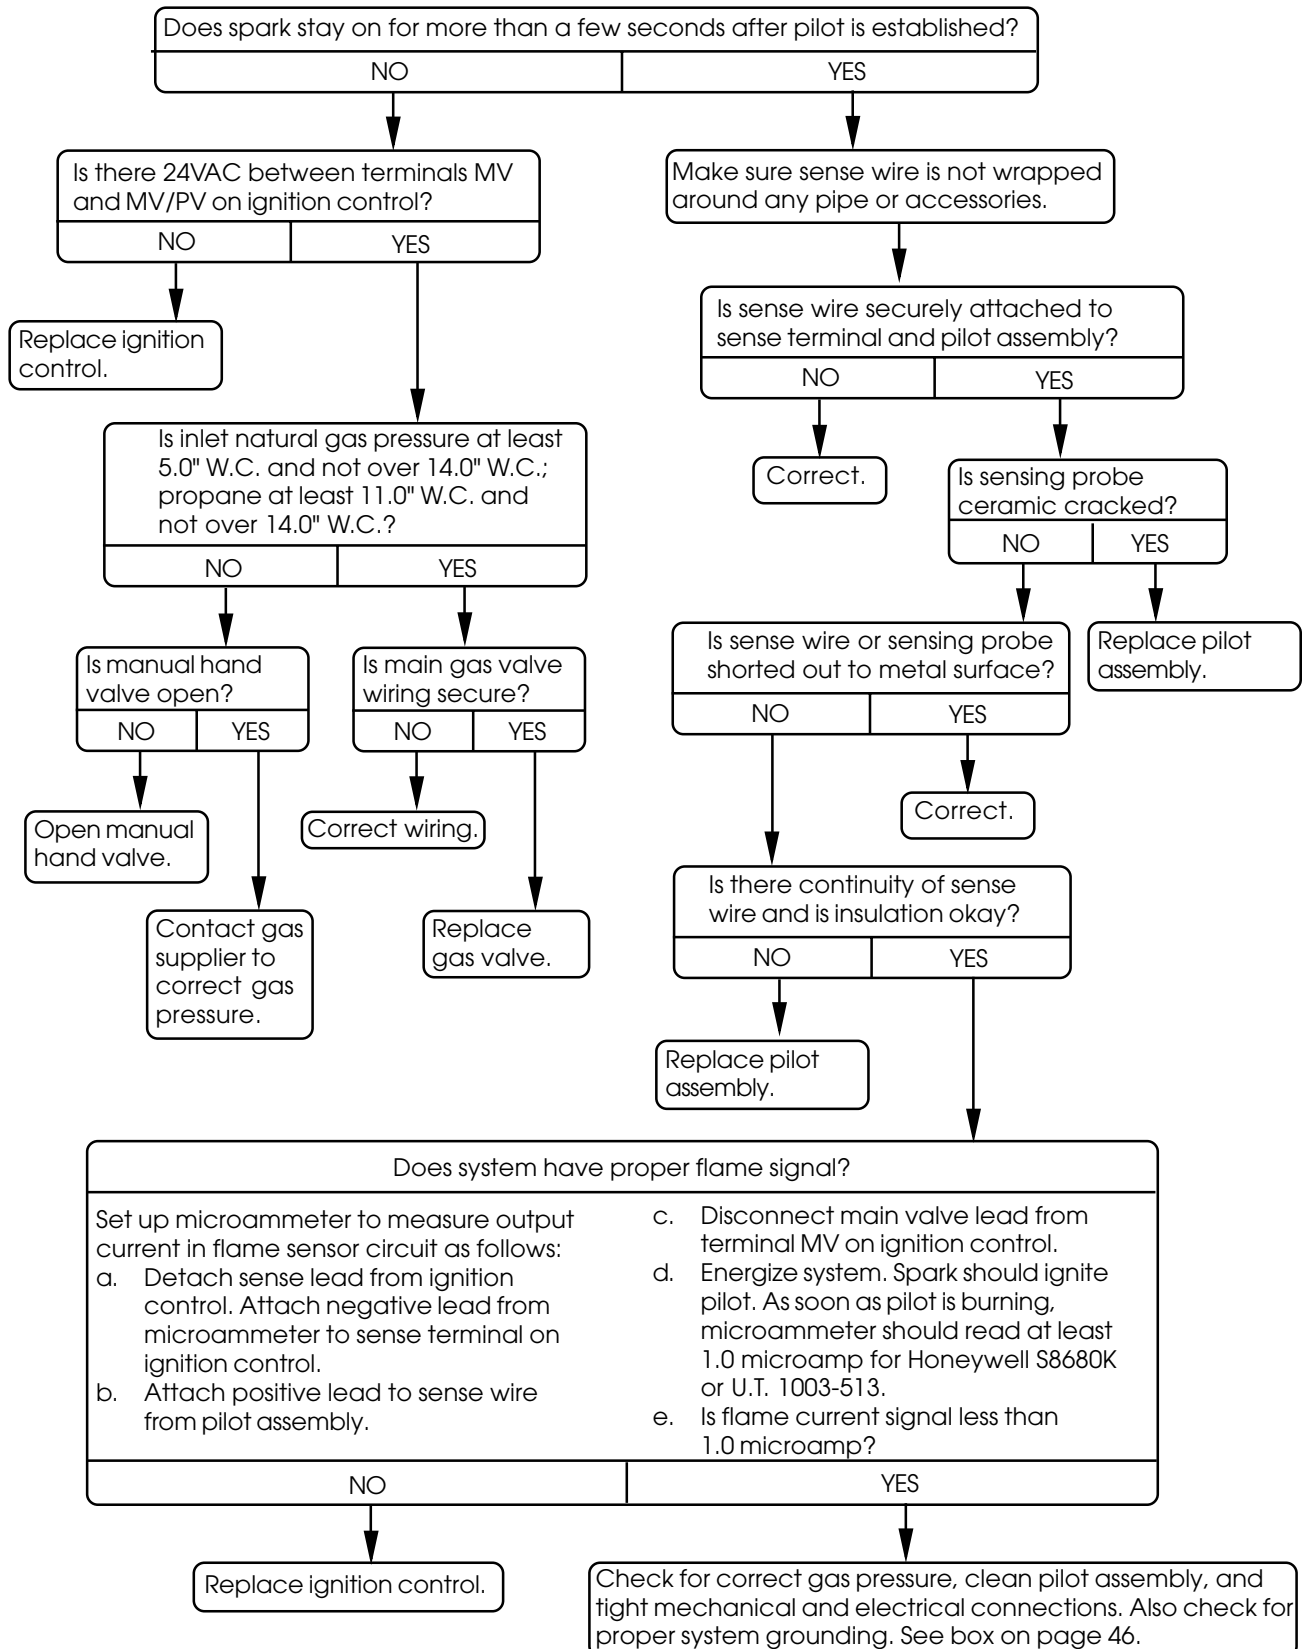 Does spark stay on for more than a few seconds after pilot is established?
NO
YES
Is there 24VAC between terminals MV
and MV/PV on ignition control?
NO
YES
Replace ignition
control.
Is inlet natural gas pressure at least
5.0" W.C. and not over 14.0" W.C.;
propane at least 11.0" W.C. and
not over 14.0" W.C.?
NO
YES
Is manual hand
valve open?
NO
YES
Open manual
hand valve.
Contact gas
supplier to
correct gas
pressure.
Is main gas valve
wiring secure?
NO
YES
Correct wiring.
Replace
gas valve.
Make sure sense wire is not wrapped
around any pipe or accessories.
Is sense wire securely attached to
sense terminal and pilot assembly?
NO
YES
Correct.
Is sensing probe
ceramic cracked?
NO
YES
Replace pilot
assembly.
Is sense wire or sensing probe
shorted out to metal surface?
NO
YES
Correct.
Is there continuity of sense
wire and is insulation okay?
NO
YES
Replace pilot
assembly.
Does system have proper flame signal?
Set up microammeter to measure output
current in flame sensor circuit as follows:
a. Detach sense lead from ignition
control. Attach negative lead from
microammeter to sense terminal on
ignition control.
b. Attach positive lead to sense wire
from pilot assembly.
c. Disconnect main valve lead from
terminal MV on ignition control.
d. Energize system. Spark should ignite
pilot. As soon as pilot is burning,
microammeter should read at least
1.0 microamp for Honeywell S8680K
or U.T. 1003-513.
e. Is flame current signal less than
1.0 microamp?
NO
YES
Replace ignition control.
Check for correct gas pressure, clean pilot assembly, and
tight mechanical and electrical connections. Also check for
proper system grounding. See box on page 46.